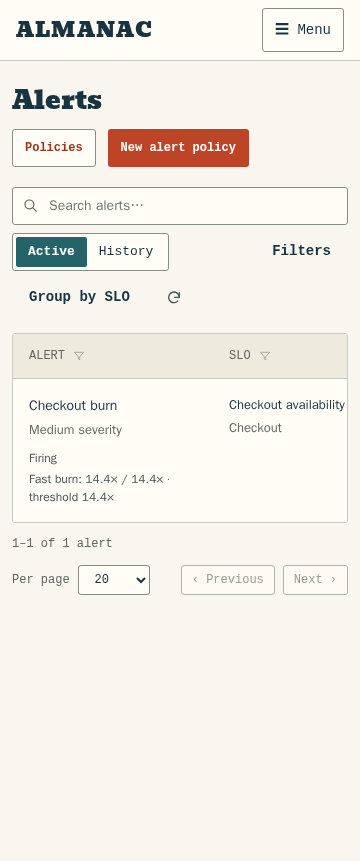 ALMANAC
☰ Menu
Alerts
Policies
New alert policy
Search alerts···
Active
History
Filters
Group by SLO
ALERT
SLO
Checkout burn
Checkout availability
Medium severity
Checkout
Firing
Fast burn: 14.4× / 14.4× ·
threshold 14.4×
1–1 of 1 alert
Per page
20
‹ Previous
Next ›